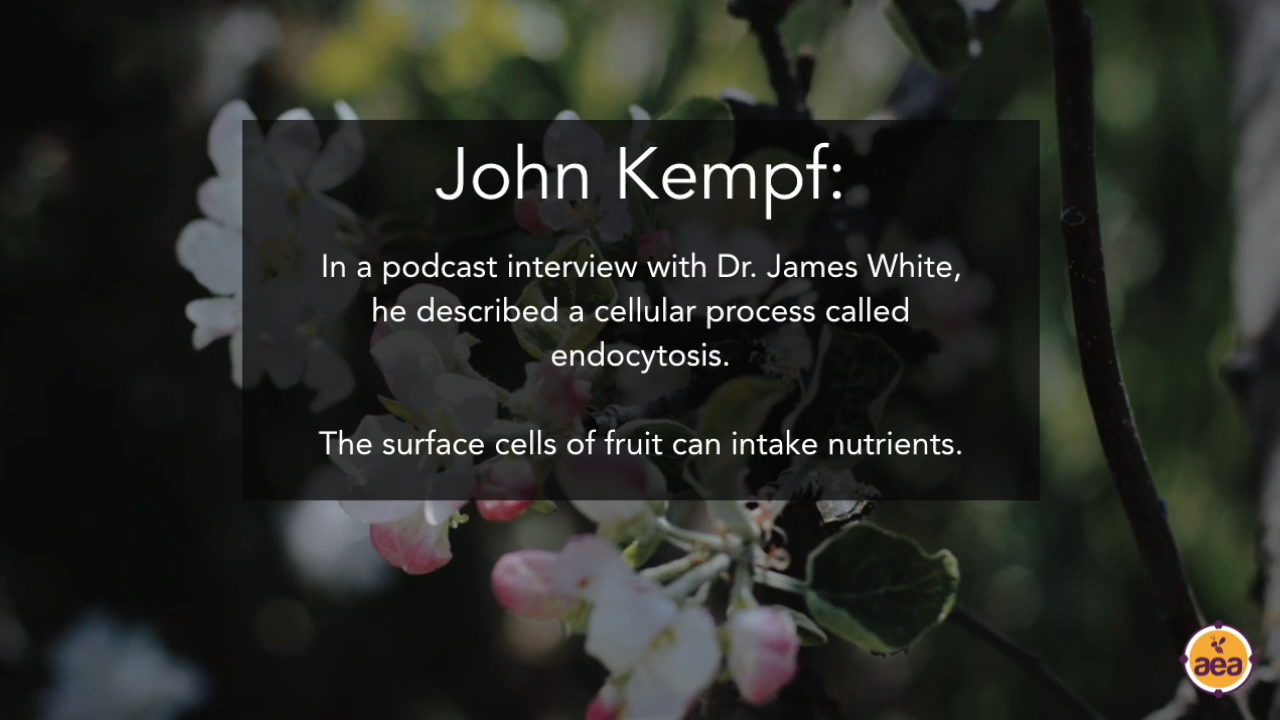 John Kempf:
In a podcast interview with Dr. James White,
he described a cellular process called
endocytosis.
The surface cells of fruit can intake nutrients.
aea